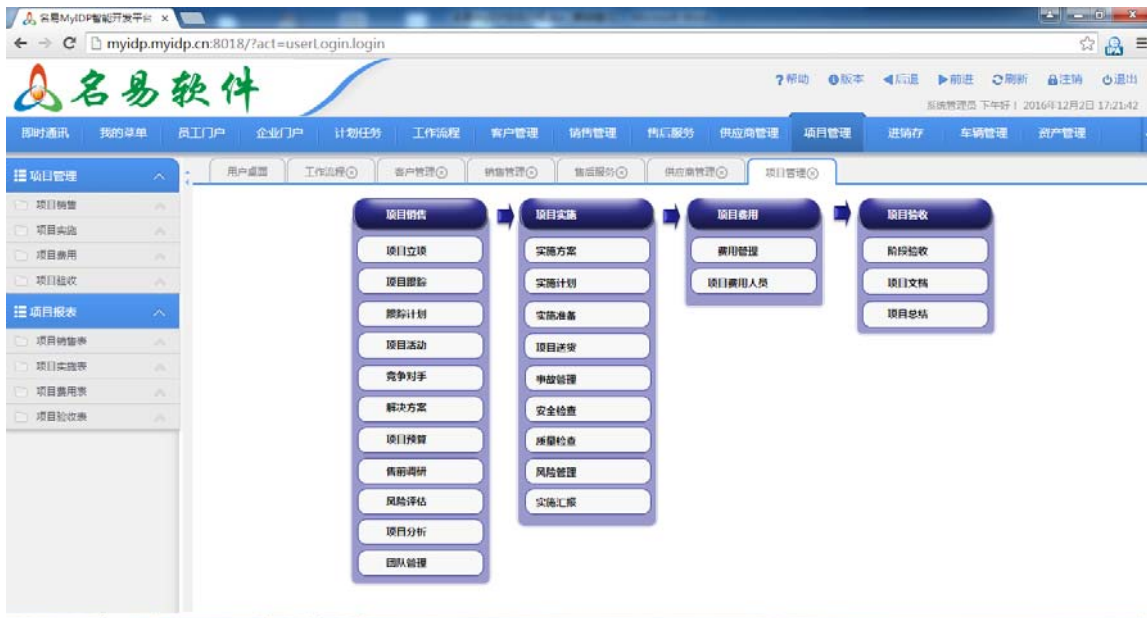 名易MyIDP智能开发平台 ×
myidp.myidp.cn:8018/?act=userLogin.login
名易软件
?帮助 版本 后退 前进 刷新 注销 退出
系统管理员 下午好！ 2016年12月2日 17:21:42
即时通讯 我的菜单 员工门户 企业门户 计划任务 工作流程 客户管理 销售管理 售后服务 供应商管理 项目管理 进销存 车辆管理 资产管理
用户桌面 工作流程 客户管理 销售管理 售后服务 供应商管理 项目管理
项目管理
项目销售
项目实施
项目费用
项目验收
项目报表
项目销售表
项目实施表
项目费用表
项目验收表
项目销售
项目立项
项目跟踪
跟踪计划
项目活动
竞争对手
解决方案
项目预算
售前调研
风险评估
项目分析
团队管理
项目实施
实施方案
实施计划
实施准备
项目送货
事故管理
安全检查
质量检查
风险管理
实施汇报
项目费用
费用管理
项目费用人员
项目验收
阶段验收
项目文档
项目总结